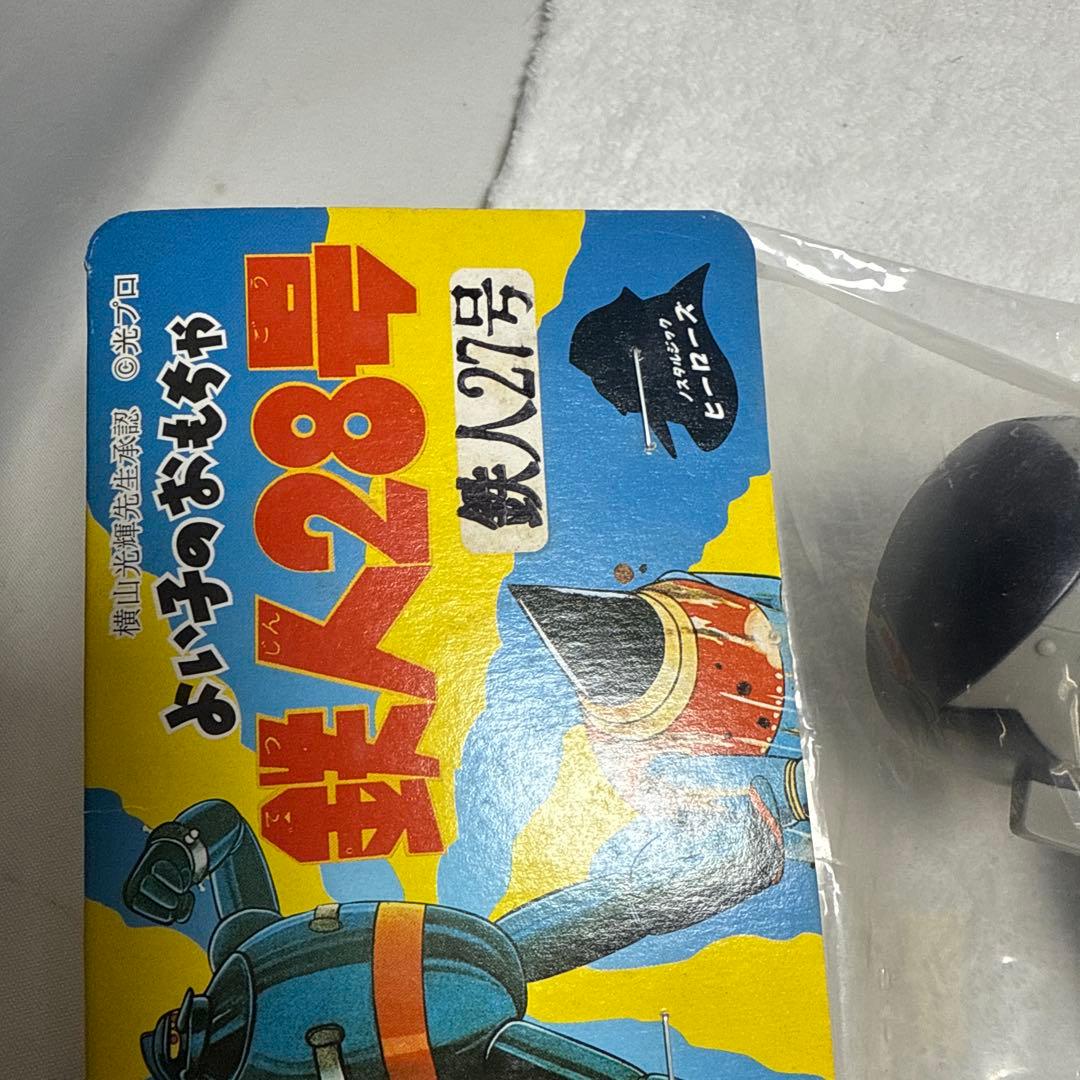 横山光輝先生承認 ©光プロ
よい子のおもちゃ
鉄人28号
てつじんごう
鉄人27号
ノスタルジック
ヒーローズ